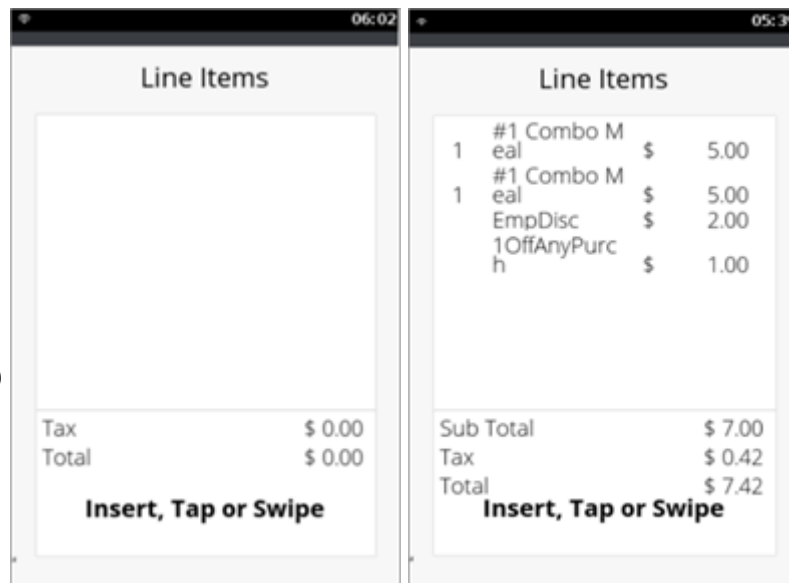 06:02
Line Items
Tax $ 0.00
Total $ 0.00
Insert, Tap or Swipe
05:39
Line Items
#1 Combo M
1 eal $ 5.00
#1 Combo M
1 eal $ 5.00
EmpDisc $ 2.00
1OffAnyPurc
h $ 1.00
Sub Total $ 7.00
Tax $ 0.42
Total $ 7.42
Insert, Tap or Swipe